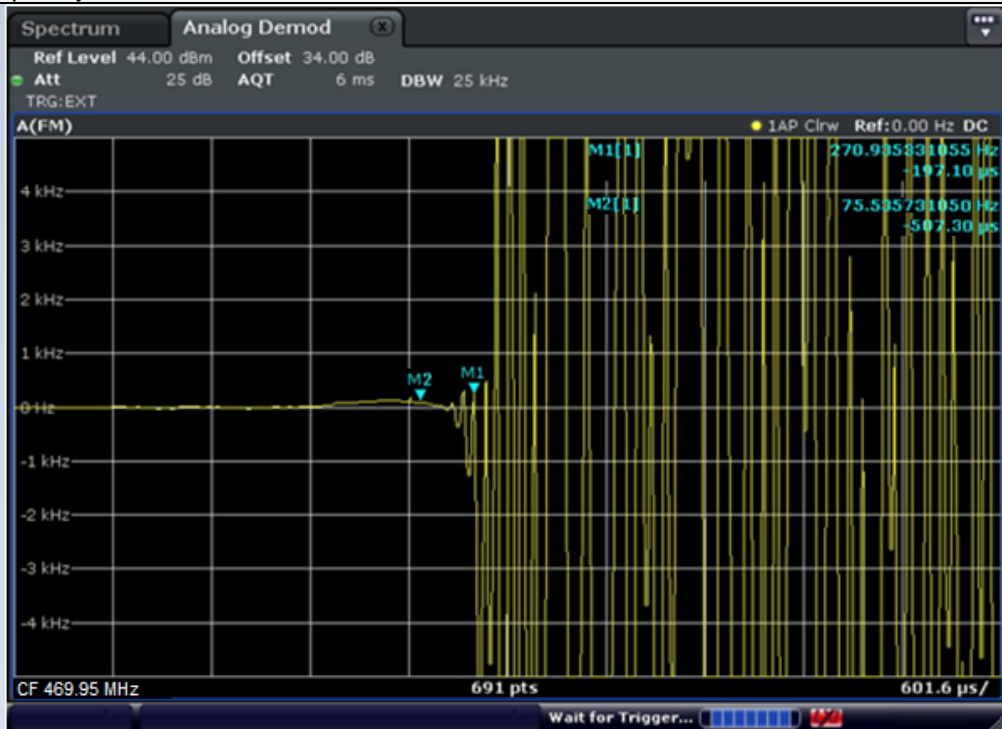 Spectrum Analog Demod X
Ref Level 44.00 dBm Offset 34.00 dB
Att 25 dB AQT 6 ms DBW 25 kHz
TRG:EXT
A(FM) 1AP Clrw Ref:0.00 Hz DC
M1[1] 270.935331055 Hz
-197.10 µs
M2[1] 75.535731050 Hz
-507.30 µs
4 kHz
3 kHz
2 kHz
1 kHz
M2 M1
0 Hz
-1 kHz
-2 kHz
-3 kHz
-4 kHz
CF 469.95 MHz 691 pts 601.6 µs/
Wait for Trigger...